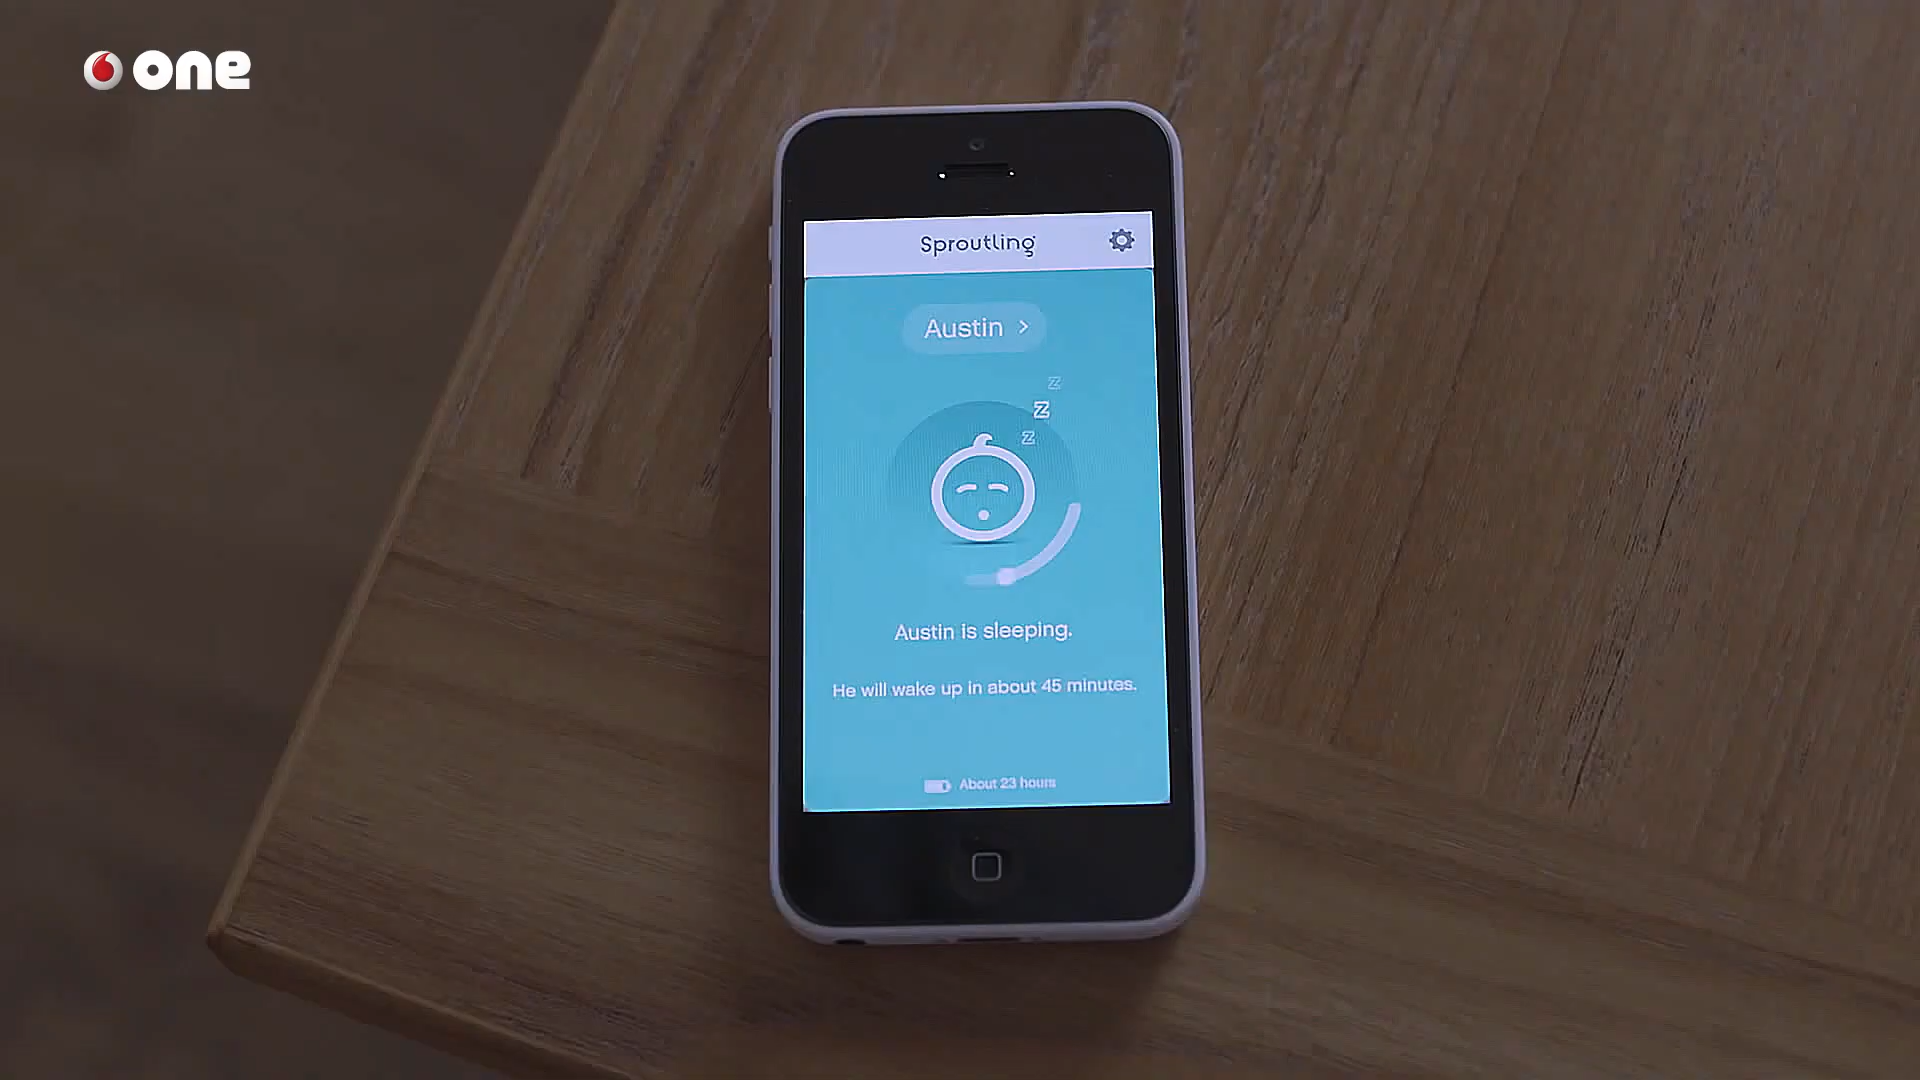 one
Sproutling
Austin >
z
z
z
Austin is sleeping.
He will wake up in about 45 minutes.
About 23 hours